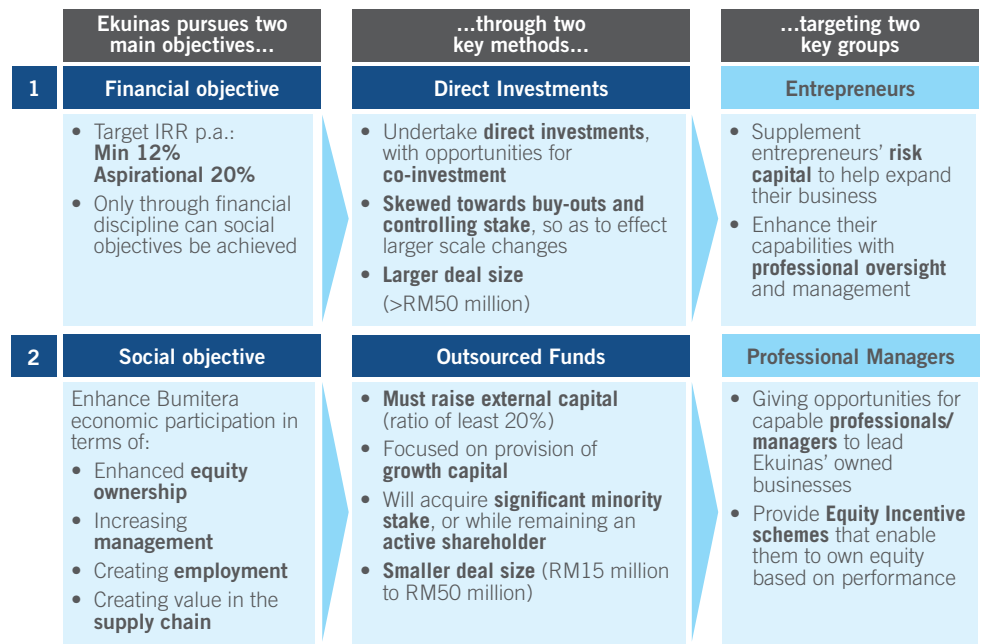 Ekuinas pursues two
main objectives...
...through two
key methods...
...targeting two
key groups
1
Financial objective
• Target IRR p.a.:
Min 12%
Aspirational 20%
• Only through financial
discipline can social
objectives be achieved
Direct Investments
• Undertake direct investments,
with opportunities for
co-investment
• Skewed towards buy-outs and
controlling stake, so as to effect
larger scale changes
• Larger deal size
(>RM50 million)
Entrepreneurs
• Supplement
entrepreneurs’ risk
capital to help expand
their business
• Enhance their
capabilities with
professional oversight
and management
2
Social objective
Enhance Bumitera
economic participation in
terms of:
• Enhanced equity
ownership
• Increasing
management
• Creating employment
• Creating value in the
supply chain
Outsourced Funds
• Must raise external capital
(ratio of least 20%)
• Focused on provision of
growth capital
• Will acquire significant minority
stake, or while remaining an
active shareholder
• Smaller deal size (RM15 million
to RM50 million)
Professional Managers
• Giving opportunities for
capable professionals/
managers to lead
Ekuinas’ owned
businesses
• Provide Equity Incentive
schemes that enable
them to own equity
based on performance